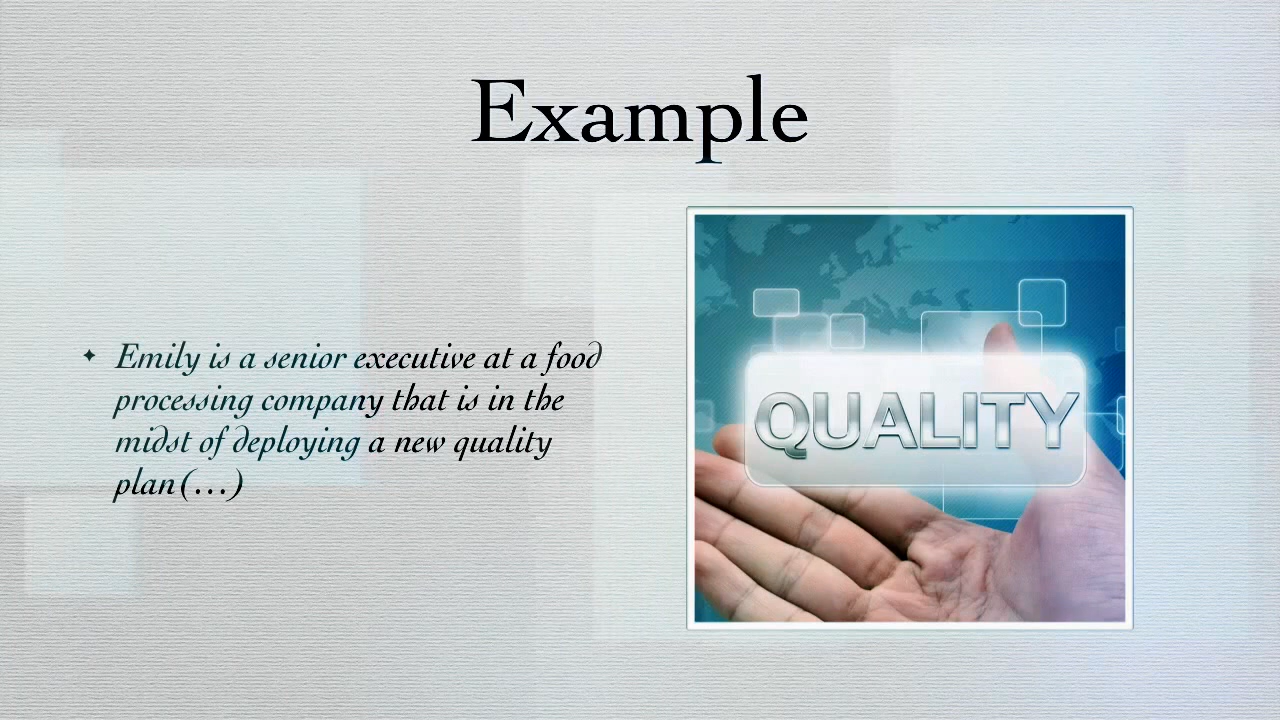 Example
Emily is a senior executive at a food
processing company that is in the
midst of deploying a new quality
plan(…)
QUALITY